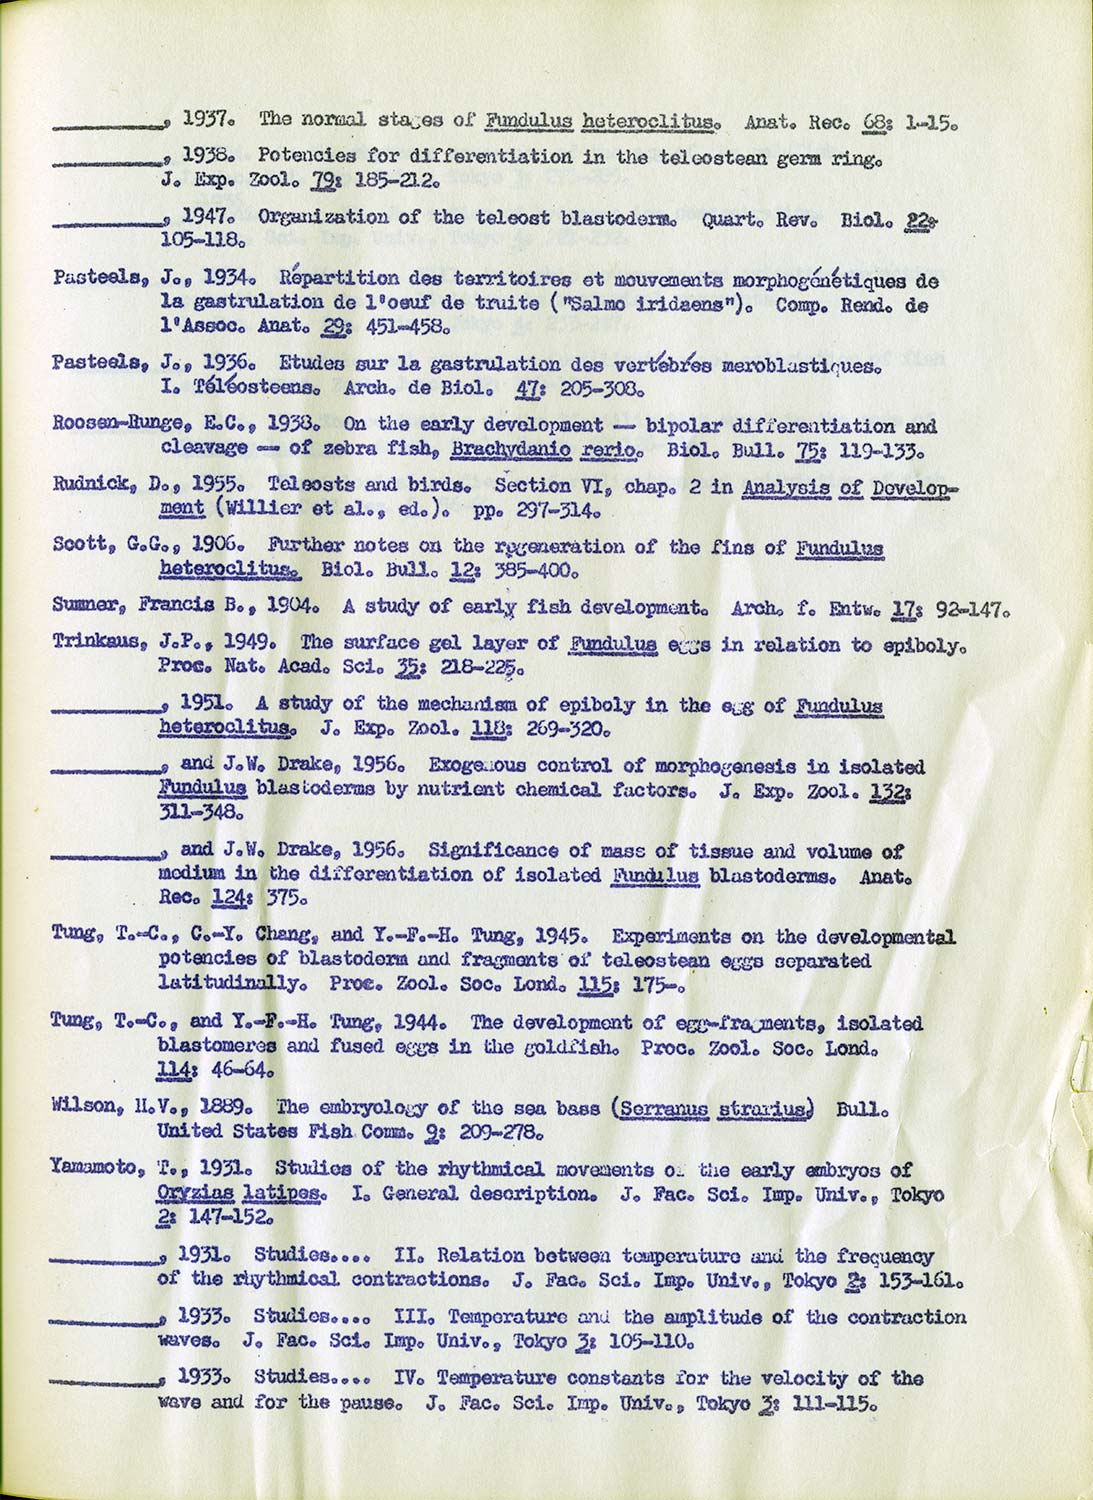 ________, 1937. The normal stages of Fundulus heteroclitus. Anat. Rec. 68: 1-15.
________, 1938. Potencies for differentiation in the teleostean germ ring.
J. Exp. Zool. 79: 185-212.
________, 1947. Organization of the teleost blastoderm. Quart. Rev. Biol. 22:
105-118.
Pasteels, J., 1934. Répartition des territoires et mouvements morphogénétiques de
la gastrulation de l'oeuf de truite ("Salmo iridaens"). Comp. Rend. de
l'Assoc. Anat. 29: 451-458.
Pasteels, J., 1936. Etudes sur la gastrulation des vertébrés meroblastiques.
I. Téléosteens. Arch. de Biol. 47: 205-308.
Roosen-Runge, E.C., 1938. On the early development — bipolar differentiation and
cleavage — of zebra fish, Brachydanio rerio. Biol. Bull. 75: 119-133.
Rudnick, D., 1955. Teleosts and birds. Section VI, chap. 2 in Analysis of Develop-
ment (Willier et al., ed.). pp. 297-314.
Scott, G.G., 1906. Further notes on the regeneration of the fins of Fundulus
heteroclitus. Biol. Bull. 12: 385-400.
Sumner, Francis B., 1904. A study of early fish development. Arch. f. Entw. 17: 92-147.
Trinkaus, J.P., 1949. The surface gel layer of Fundulus eggs in relation to epiboly.
Proc. Nat. Acad. Sci. 35: 218-225.
________, 1951. A study of the mechanism of epiboly in the egg of Fundulus
heteroclitus. J. Exp. Zool. 118: 269-320.
________, and J.W. Drake, 1956. Exogenous control of morphogenesis in isolated
Fundulus blastoderms by nutrient chemical factors. J. Exp. Zool. 132:
311-348.
________, and J.W. Drake, 1956. Significance of mass of tissue and volume of
medium in the differentiation of isolated Fundulus blastoderms. Anat.
Rec. 124: 375.
Tung, T.-C., C.-Y. Chang, and Y.-F.-H. Tung, 1945. Experiments on the developmental
potencies of blastoderm and fragments of teleostean eggs separated
latitudinally. Proc. Zool. Soc. Lond. 115: 175-.
Tung, T.-C., and Y.-F.-H. Tung, 1944. The development of egg-fragments, isolated
blastomeres and fused eggs in the goldfish. Proc. Zool. Soc. Lond.
114: 46-64.
Wilson, H.V., 1889. The embryology of the sea bass (Serranus strarius) Bull.
United States Fish Comm. 9: 209-278.
Yamamoto, T., 1931. Studies of the rhythmical movements of the early embryos of
Oryzias latipes. I. General description. J. Fac. Sci. Imp. Univ., Tokyo
2: 147-152.
________, 1931. Studies.... II. Relation between temperature and the frequency
of the rhythmical contractions. J. Fac. Sci. Imp. Univ., Tokyo 2: 153-161.
________, 1933. Studies.... III. Temperature and the amplitude of the contraction
waves. J. Fac. Sci. Imp. Univ., Tokyo 3: 105-110.
________, 1933. Studies.... IV. Temperature constants for the velocity of the
wave and for the pause. J. Fac. Sci. Imp. Univ., Tokyo 3: 111-115.